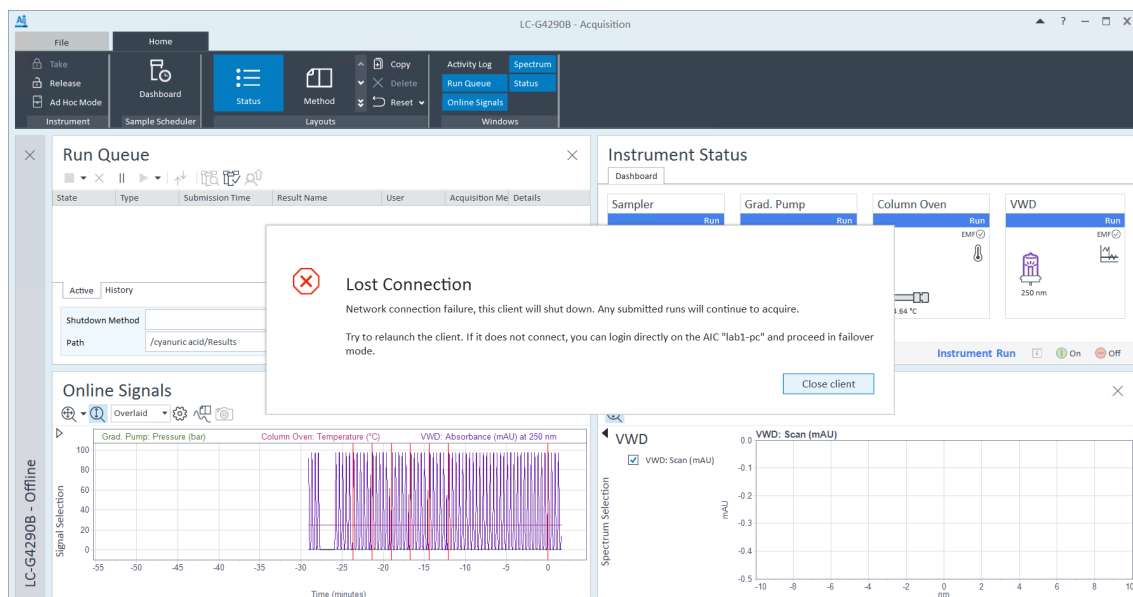 LC-G4290B - Acquisition
File
Home
Take
Release
Ad Hoc Mode
Instrument
Dashboard
Sample Scheduler
Status
Method
Copy
Delete
Reset
Layouts
Activity Log
Spectrum
Run Queue
Status
Online Signals
Windows
LC-G4290B - Offline
Run Queue
State Type Submission Time Result Name User Acquisition Me Details
Active History
Shutdown Method
Path /cyanuric acid/Results
Instrument Status
Dashboard
Sampler
Run
Grad. Pump
Run
Column Oven
Run
EMF
4.64 °C
VWD
Run
EMF
250 nm
Instrument Run On Off
Lost Connection
Network connection failure, this client will shut down. Any submitted runs will continue to acquire.
Try to relaunch the client. If it does not connect, you can login directly on the AIC "lab1-pc" and proceed in failover
mode.
Close client
Online Signals
Overlaid
Signal Selection
Grad. Pump: Pressure (bar) Column Oven: Temperature (°C) VWD: Absorbance (mAU) at 250 nm
100
80
60
40
20
0
-55 -50 -45 -40 -35 -30 -25 -20 -15 -10 -5 0
Time (minutes)
Spectrum Selection
VWD
VWD: Scan (mAU)
VWD: Scan (mAU)
mAU
0.0
-0.1
-0.2
-0.3
-0.4
-0.5
-10 -8 -6 -4 -2 0 2 4 6 8 10
nm